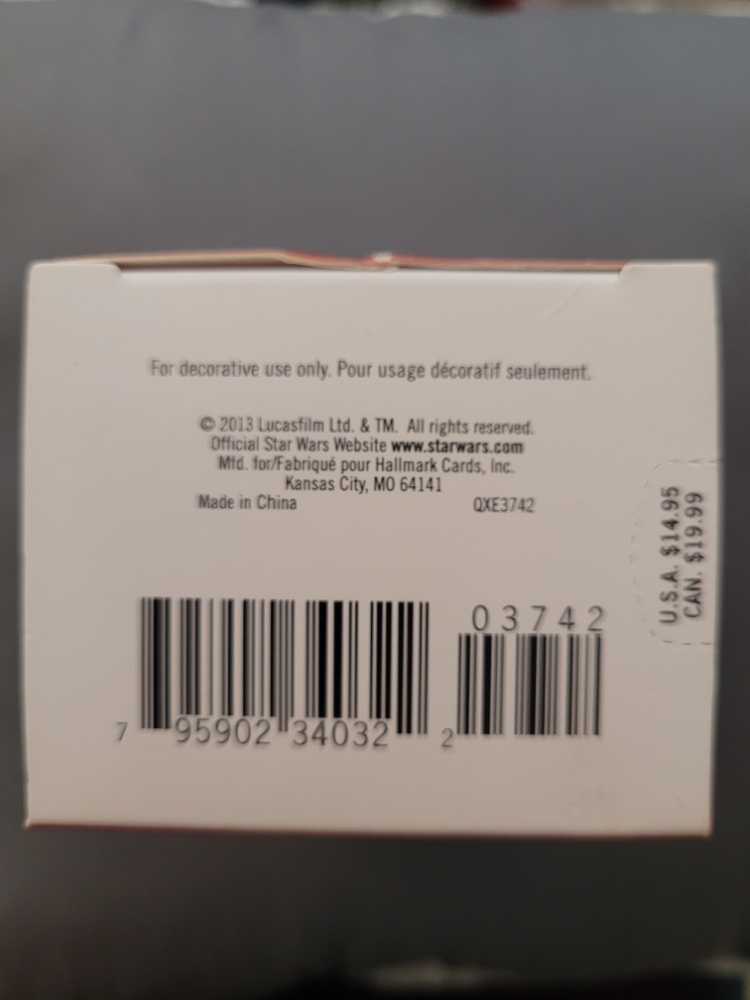 For decorative use only. Pour usage décoratif seulement.
© 2013 Lucasfilm Ltd. & TM. All rights reserved.
Official Star Wars Website www.starwars.com
Mfd. for/Fabriqué pour Hallmark Cards, Inc.
Kansas City, MO 64141
Made in China QXE3742
U.S.A. $14.95
CAN. $19.99
03742
7 95902 34032 2